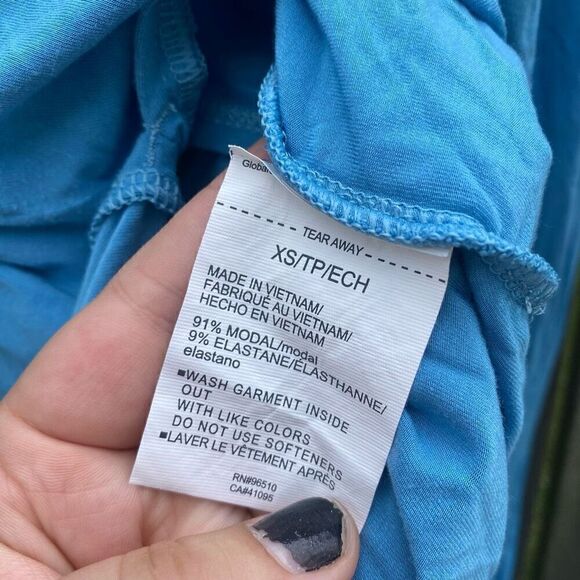 Global
TEAR AWAY
XS/TP/ECH
MADE IN VIETNAM/
FABRIQUÉ AU VIETNAM/
HECHO EN VIETNAM
91% MODAL/modal
9% ELASTANE/ÉLASTHANNE/
elastano
■WASH GARMENT INSIDE
OUT
WITH LIKE COLORS
DO NOT USE SOFTENERS
■LAVER LE VÊTEMENT APRÈS
RN#96510
CA#41095